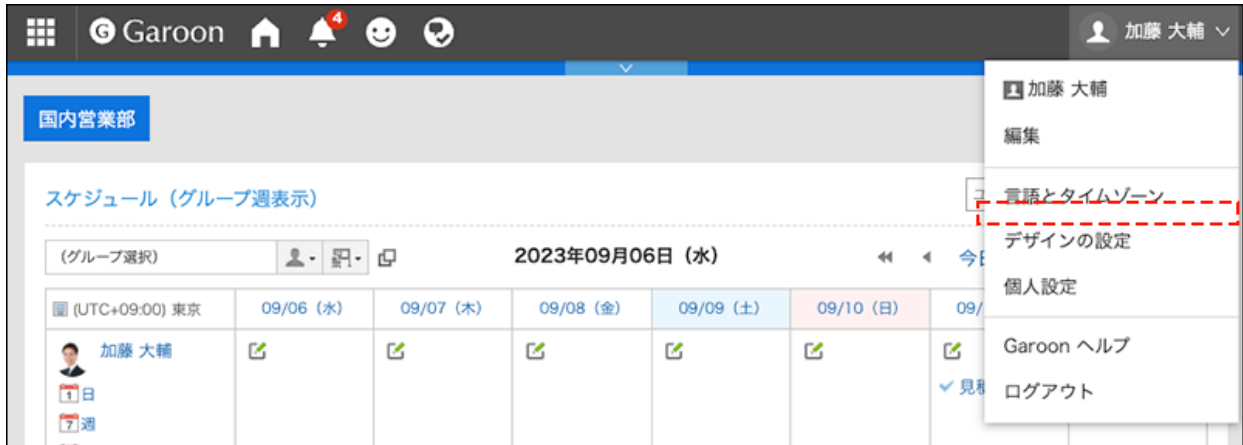 G Garoon 4 加藤 大輔
加藤 大輔
編集
言語とタイムゾーン
デザインの設定
個人設定
Garoon ヘルプ
ログアウト
国内営業部
スケジュール（グループ週表示）
(グループ選択) 2023年09月06日（水）
(UTC+09:00) 東京 09/06（水） 09/07（木） 09/08（金） 09/09（土） 09/10（日） 09/
加藤 大輔
1 日
7 週